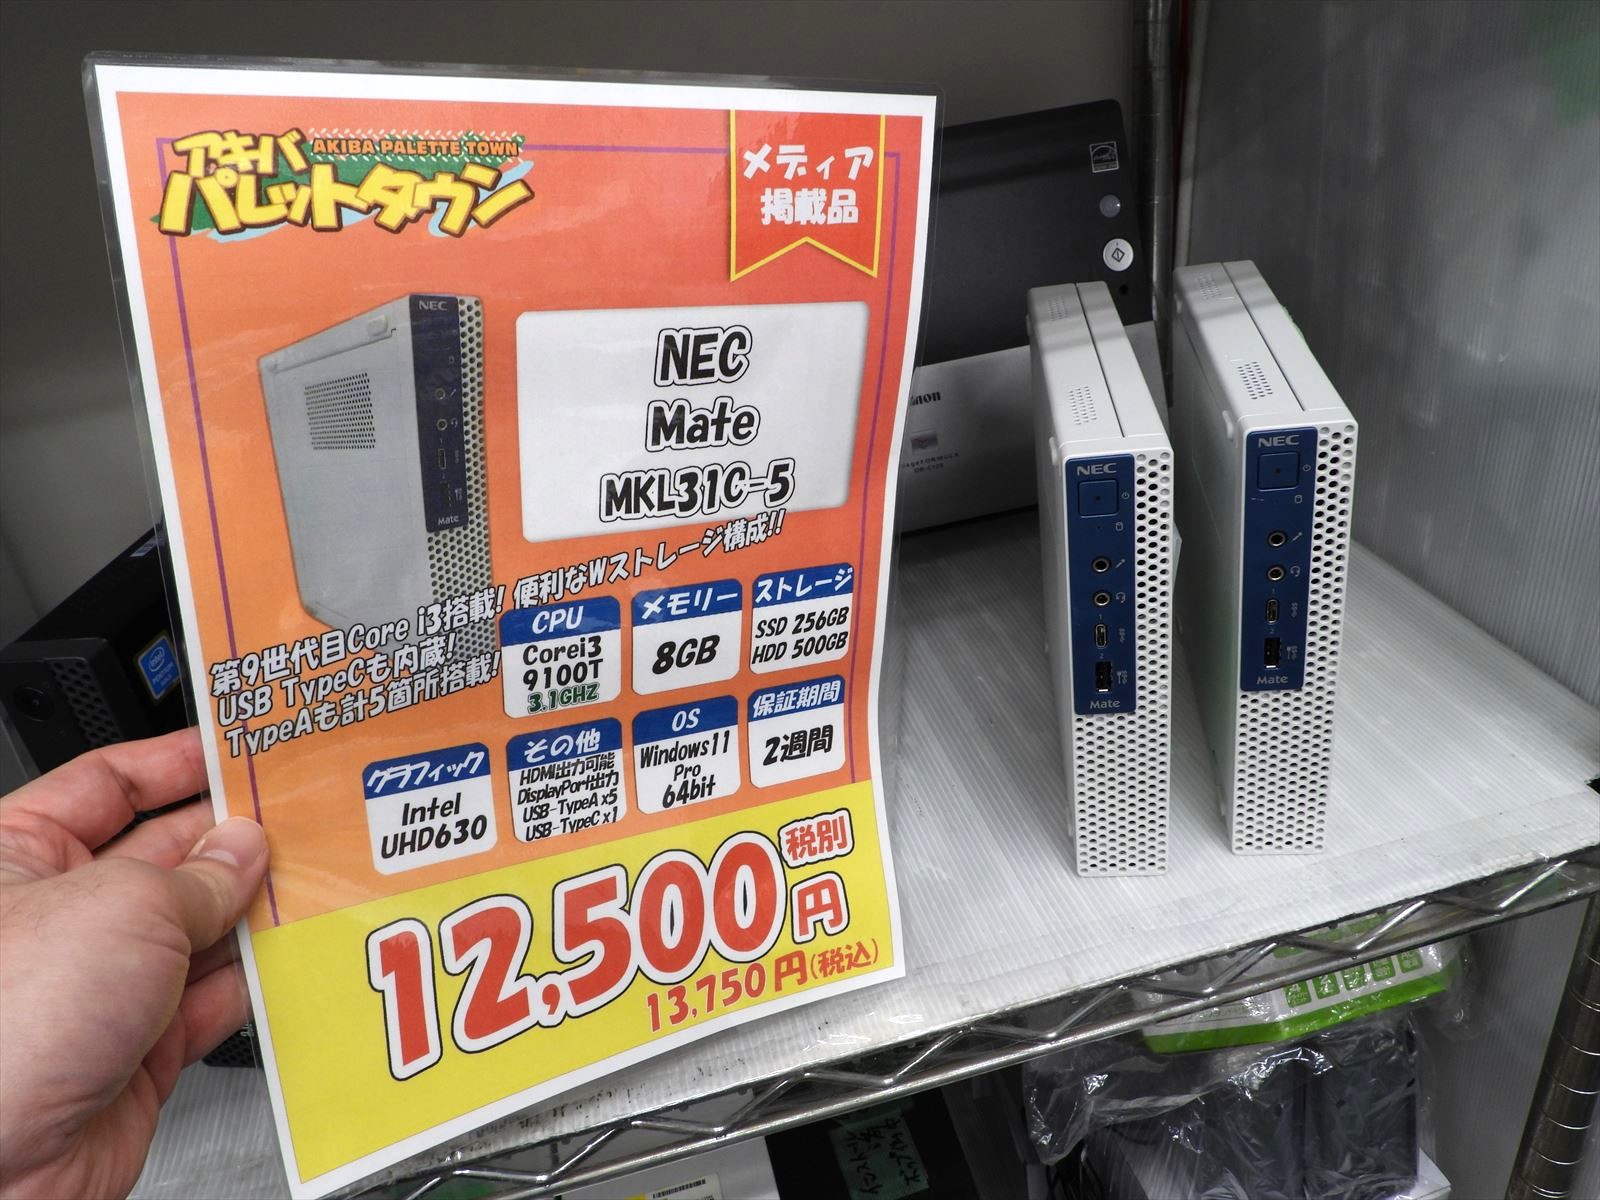 アキバ
AKIBA PALETTE TOWN
パレットタウン
メディア
掲載品
NEC
Mate
NEC
Mate
MKL31C-5
第9世代目Core i3搭載! 便利なWストレージ構成!!
USB TypeCも内蔵!
TypeAも計5箇所搭載!
CPU
Corei3
9100T
3.1GHZ
メモリー
8GB
ストレージ
SSD 256GB
HDD 500GB
グラフィック
Intel
UHD630
その他
HDMI出力可能
DisplayPort出力
USB-TypeA x5
USB-TypeC x1
OS
Windows11
Pro
64bit
保証期間
2週間
12,500円
税別
13,750円(税込)
NEC
Mate
NEC
Mate